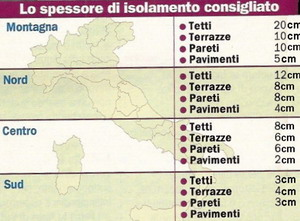 Lo spessore di isolamento consigliato
Montagna
• Tetti 20cm
• Terrazze 10cm
• Pareti 10cm
• Pavimenti 5cm
Nord
• Tetti 12cm
• Terrazze 8cm
• Pareti 8cm
• Pavimenti 4cm
Centro
• Tetti 8cm
• Terrazze 6cm
• Pareti 6cm
• Pavimenti 2cm
Sud
• Tetti 3cm
• Terrazze 4cm
• Pareti 3cm